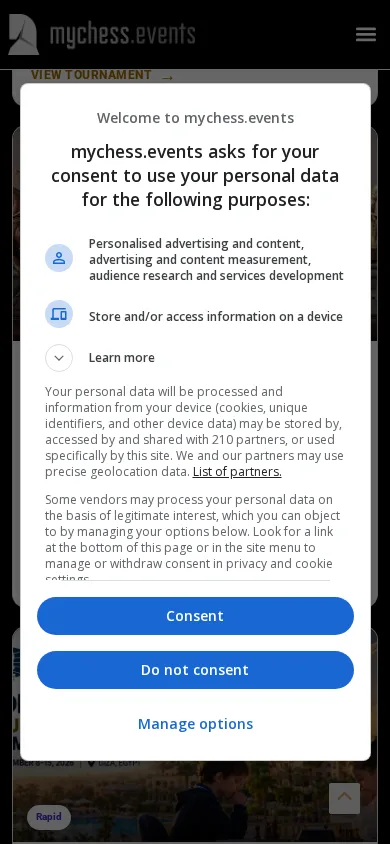 mychess.events
VIEW TOURNAMENT →
Welcome to mychess.events
mychess.events asks for your
consent to use your personal data
for the following purposes:
Personalised advertising and content,
advertising and content measurement,
audience research and services development
Store and/or access information on a device
Learn more
Your personal data will be processed and
information from your device (cookies, unique
identifiers, and other device data) may be stored by,
accessed by and shared with 210 partners, or used
specifically by this site. We and our partners may use
precise geolocation data. List of partners.
Some vendors may process your personal data on
the basis of legitimate interest, which you can object
to by managing your options below. Look for a link
at the bottom of this page or in the site menu to
manage or withdraw consent in privacy and cookie
settings.
Consent
Do not consent
Manage options
Rapid